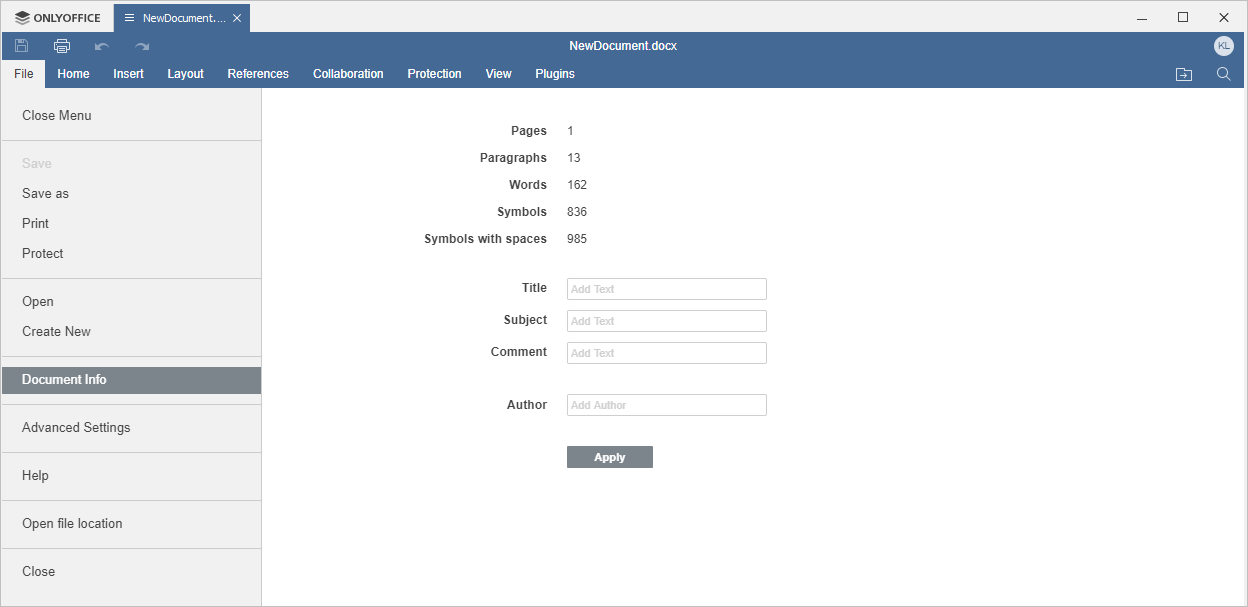 ONLYOFFICE NewDocument....
NewDocument.docx KL
File Home Insert Layout References Collaboration Protection View Plugins
Close Menu
Save
Save as
Print
Protect
Open
Create New
Document Info
Advanced Settings
Help
Open file location
Close
Pages 1
Paragraphs 13
Words 162
Symbols 836
Symbols with spaces 985
Title Add Text
Subject Add Text
Comment Add Text
Author Add Author
Apply